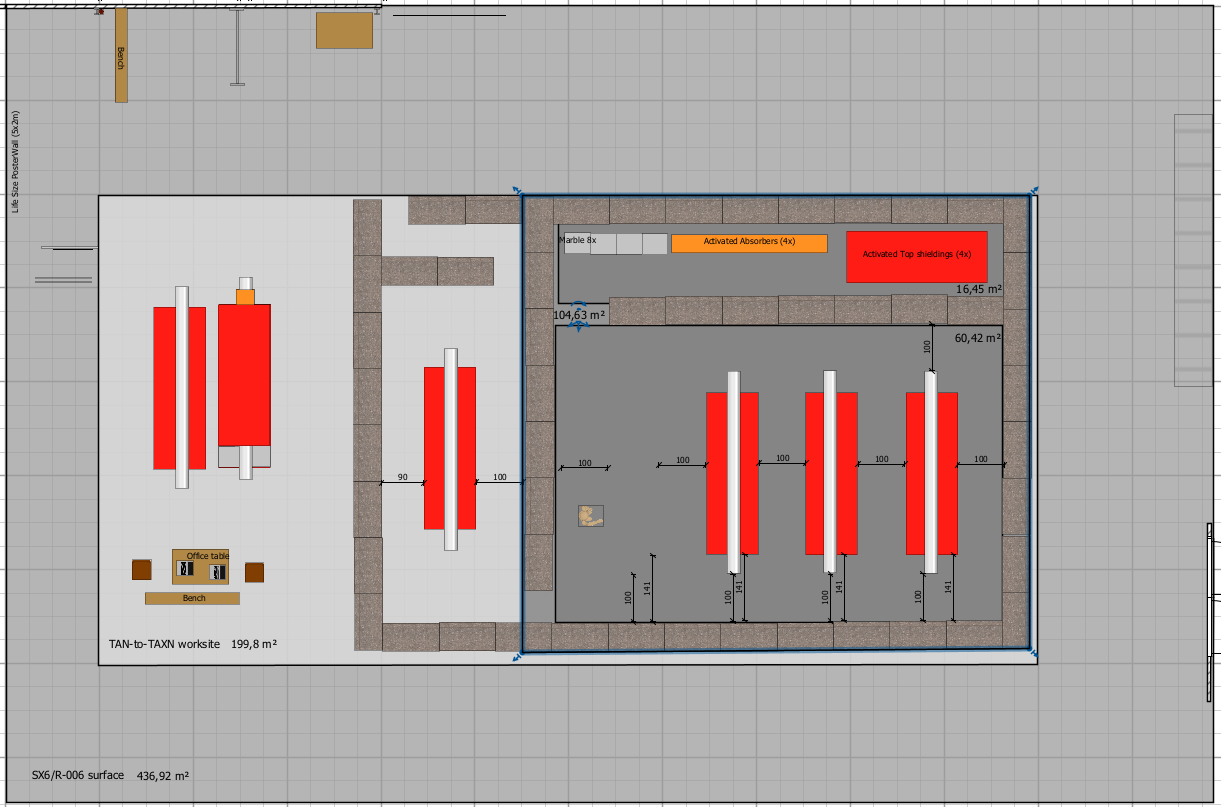 Bench
Life Size PosterWall (5x2m)
Marble 8x
Activated Absorbers (4x)
Activated Top shieldings (4x)
16,45 m²
104,63 m²
60,42 m²
100
100
100
100
100
100
90
100
Office table
Bench
100
141
100
141
100
141
100
141
TAN-to-TAXN worksite 199,8 m²
SX6/R-006 surface 436,92 m²